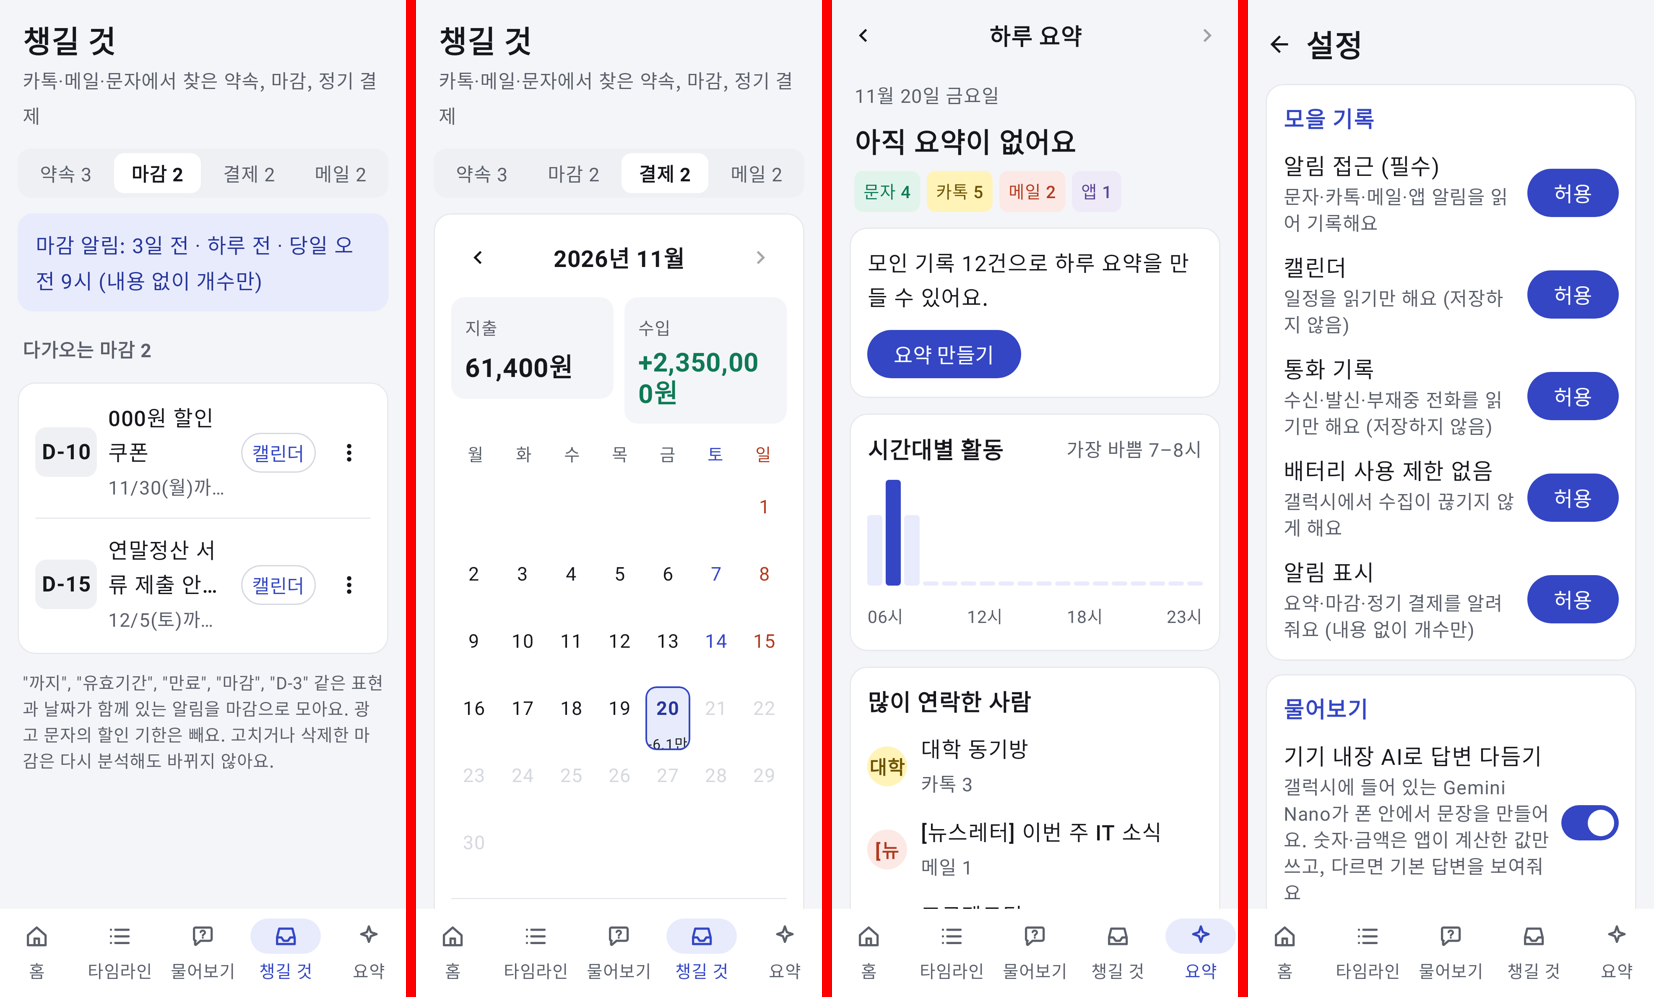 챙길 것
카톡·메일·문자에서 찾은 약속, 마감, 정기 결
제
약속 3
마감 2
결제 2
메일 2
마감 알림: 3일 전 · 하루 전 · 당일 오
전 9시 (내용 없이 개수만)
다가오는 마감 2
D-10
000원 할인
쿠폰
11/30(월)까…
캘린더
D-15
연말정산 서
류 제출 안…
12/5(토)까…
캘린더
"까지", "유효기간", "만료", "마감", "D-3" 같은 표현
과 날짜가 함께 있는 알림을 마감으로 모아요. 광
고 문자의 할인 기한은 빼요. 고치거나 삭제한 마
감은 다시 분석해도 바뀌지 않아요.
홈
타임라인
물어보기
챙길 것
요약
챙길 것
카톡·메일·문자에서 찾은 약속, 마감, 정기 결
제
약속 3
마감 2
결제 2
메일 2
2026년 11월
지출
61,400원
수입
+2,350,00
0원
월 화 수 목 금 토 일
1
2 3 4 5 6 7 8
9 10 11 12 13 14 15
16 17 18 19 20 21 22
-6.1만
23 24 25 26 27 28 29
30
홈
타임라인
물어보기
챙길 것
요약
하루 요약
11월 20일 금요일
아직 요약이 없어요
문자 4
카톡 5
메일 2
앱 1
모인 기록 12건으로 하루 요약을 만
들 수 있어요.
요약 만들기
시간대별 활동
가장 바쁨 7–8시
06시
12시
18시
23시
많이 연락한 사람
대학
대학 동기방
카톡 3
[뉴
[뉴스레터] 이번 주 IT 소식
메일 1
홈
타임라인
물어보기
챙길 것
요약
설정
모을 기록
알림 접근 (필수)
문자·카톡·메일·앱 알림을 읽
어 기록해요
허용
캘린더
일정을 읽기만 해요 (저장하
지 않음)
허용
통화 기록
수신·발신·부재중 전화를 읽
기만 해요 (저장하지 않음)
허용
배터리 사용 제한 없음
갤럭시에서 수집이 끊기지 않
게 해요
허용
알림 표시
요약·마감·정기 결제를 알려
줘요 (내용 없이 개수만)
허용
물어보기
기기 내장 AI로 답변 다듬기
갤럭시에 들어 있는 Gemini
Nano가 폰 안에서 문장을 만들어
요. 숫자·금액은 앱이 계산한 값만
쓰고, 다르면 기본 답변을 보여줘
요
홈
타임라인
물어보기
챙길 것
요약